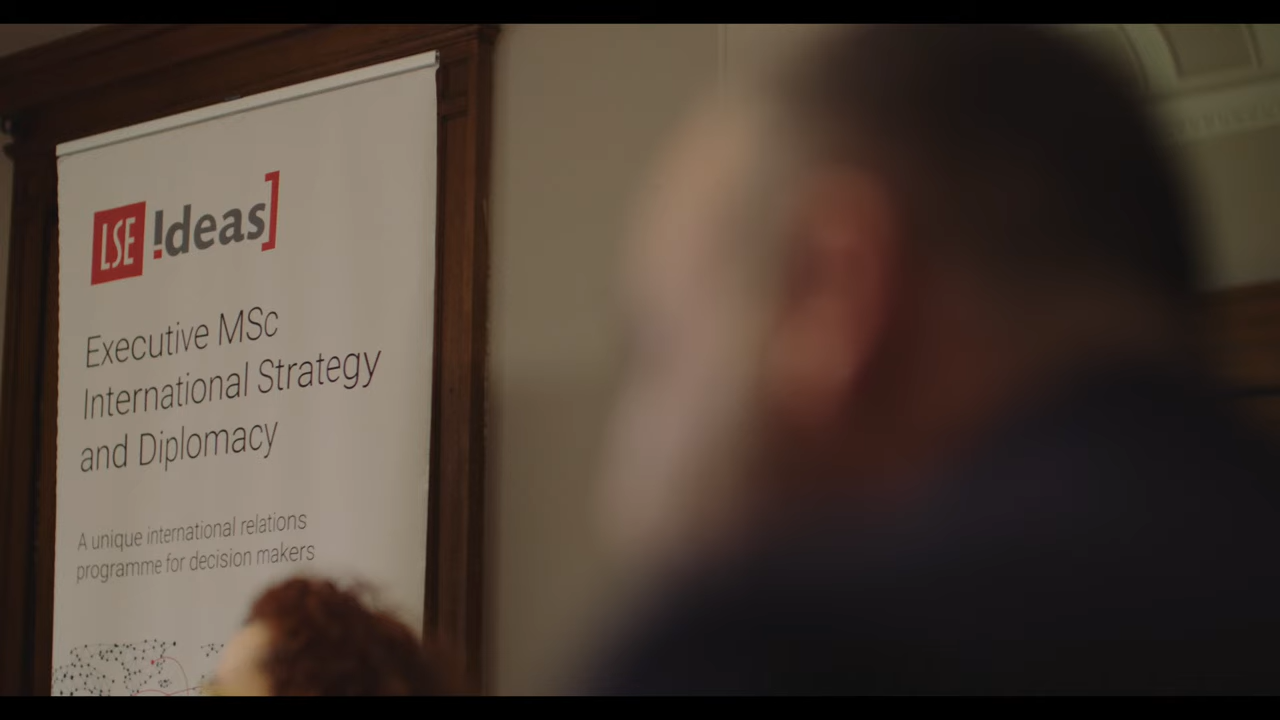 LSE !deas]
Executive MSc
International Strategy
and Diplomacy
A unique international relations
programme for decision makers